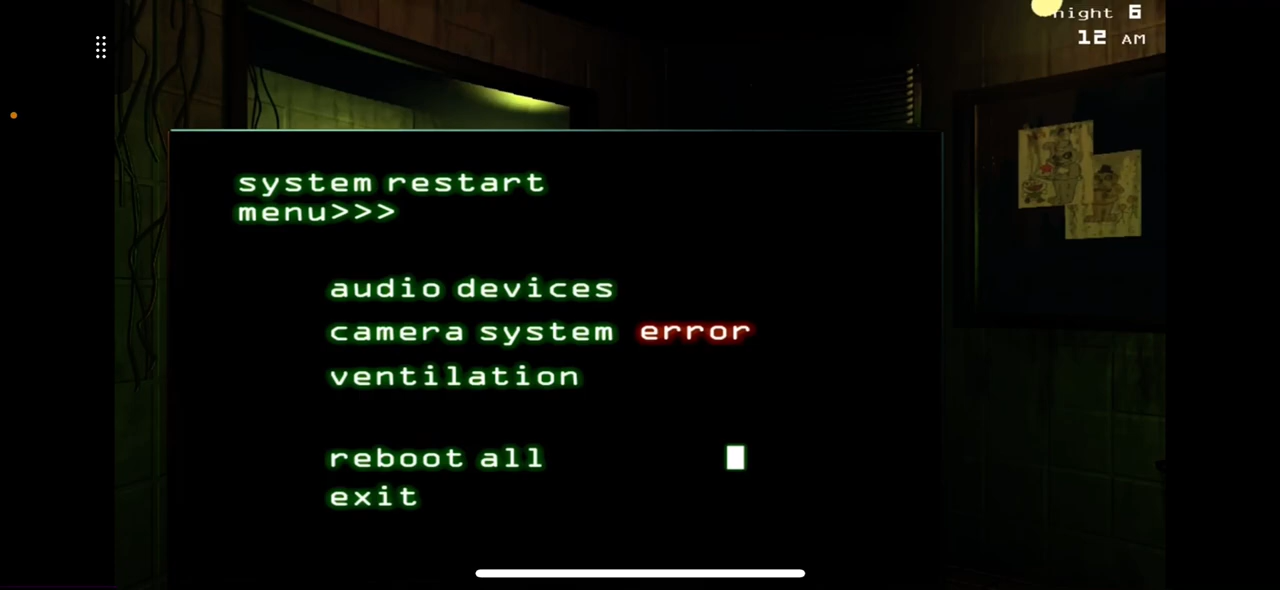 night 6
12 AM
system restart
menu>>>
audio devices
camera system error
ventilation
reboot all
exit